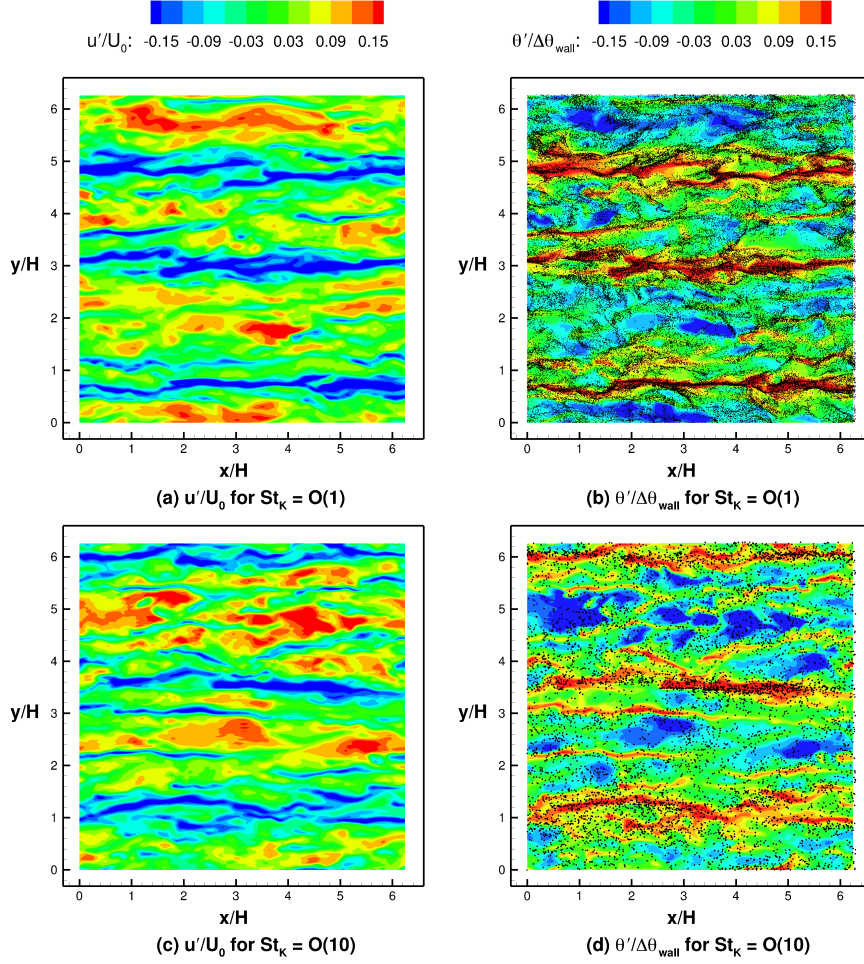 u′/U₀: -0.15 -0.09 -0.03 0.03 0.09 0.15
θ′/Δθwall: -0.15 -0.09 -0.03 0.03 0.09 0.15
y/H
6
5
4
3
2
1
0
0 1 2 3 4 5 6
x/H
(a) u′/U₀ for StK = O(1)
y/H
6
5
4
3
2
1
0
0 1 2 3 4 5 6
x/H
(b) θ′/Δθwall for StK = O(1)
y/H
6
5
4
3
2
1
0
0 1 2 3 4 5 6
x/H
(c) u′/U₀ for StK = O(10)
y/H
6
5
4
3
2
1
0
0 1 2 3 4 5 6
x/H
(d) θ′/Δθwall for StK = O(10)